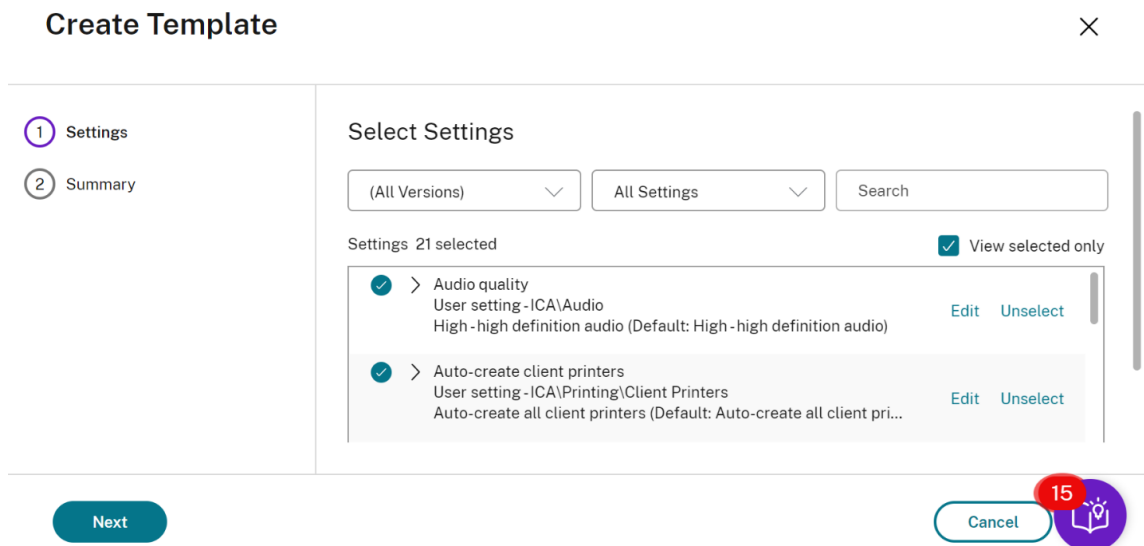 Create Template
1 Settings
2 Summary
Select Settings
(All Versions) All Settings Search
Settings 21 selected View selected only
Audio quality
User setting - ICA\Audio
High - high definition audio (Default: High - high definition audio)
Edit Unselect
Auto-create client printers
User setting - ICA\Printing\Client Printers
Auto-create all client printers (Default: Auto-create all client pri...
Edit Unselect
Next Cancel 15